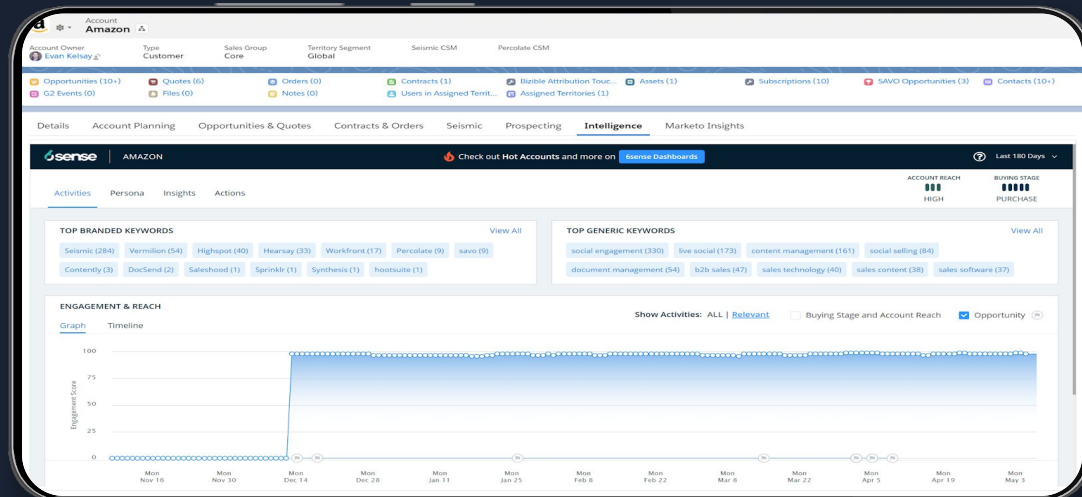 Account
Amazon
Account Owner Type Sales Group Territory Segment Seismic CSM Percolate CSM
Evan Kelsay Customer Core Global
Opportunities (10+) Quotes (6) Orders (0) Contracts (1) Bizible Attribution Touc... Assets (1) Subscriptions (10) SAVO Opportunities (3) Contacts (10+)
G2 Events (0) Files (0) Notes (0) Users in Assigned Territ... Assigned Territories (1)
Details Account Planning Opportunities & Quotes Contracts & Orders Seismic Prospecting Intelligence Marketo Insights
6sense AMAZON Check out Hot Accounts and more on 6sense Dashboards Last 180 Days
Activities Persona Insights Actions ACCOUNT REACH HIGH BUYING STAGE PURCHASE
TOP BRANDED KEYWORDS View All
Seismic (284) Vermilion (54) Highspot (40) Hearsay (33) Workfront (17) Percolate (9) savo (9)
Contently (3) DocSend (2) Saleshood (1) Sprinklr (1) Synthesis (1) hootsuite (1)
TOP GENERIC KEYWORDS View All
social engagement (330) live social (173) content management (161) social selling (84)
document management (54) b2b sales (47) sales technology (40) sales content (38) sales software (37)
ENGAGEMENT & REACH
Show Activities: ALL | Relevant Buying Stage and Account Reach Opportunity
Graph Timeline
Engagement Score
100
75
50
25
0
Mon Nov 16 Mon Nov 30 Mon Dec 14 Mon Dec 28 Mon Jan 11 Mon Jan 25 Mon Feb 8 Mon Feb 22 Mon Mar 8 Mon Mar 22 Mon Apr 5 Mon Apr 19 Mon May 3